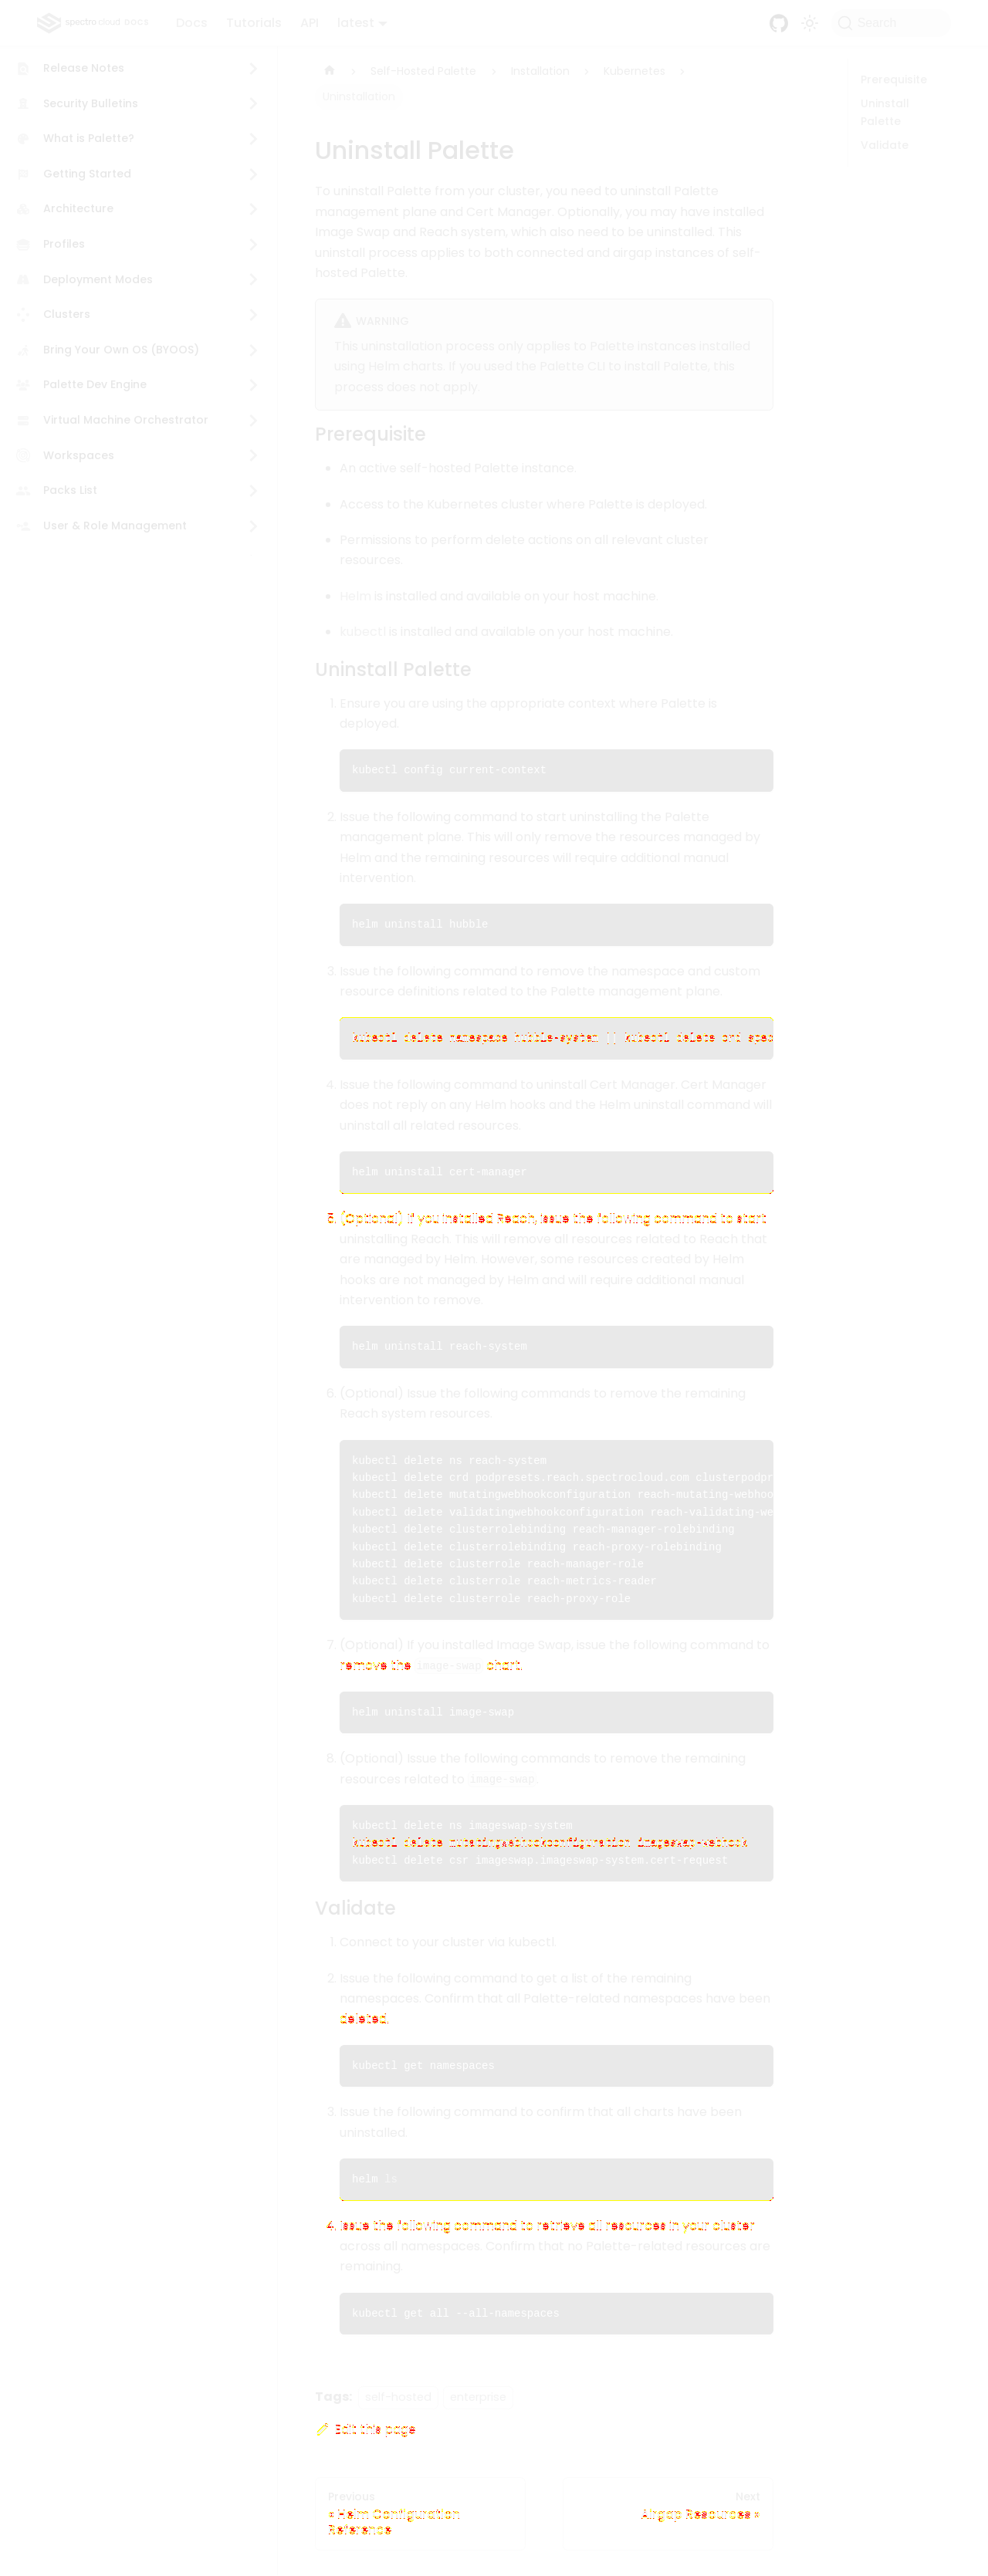 spectro cloud DOCS Docs Tutorials API latest Search
Release Notes
Security Bulletins
What is Palette?
Getting Started
Architecture
Profiles
Deployment Modes
Clusters
Bring Your Own OS (BYOOS)
Palette Dev Engine
Virtual Machine Orchestrator
Workspaces
Packs List
User & Role Management
Self-Hosted Palette › Installation › Kubernetes ›
Uninstallation
Uninstall Palette
To uninstall Palette from your cluster, you need to uninstall Palette
management plane and Cert Manager. Optionally, you may have installed
Image Swap and Reach system, which also need to be uninstalled. This
uninstall process applies to both connected and airgap instances of self-
hosted Palette.
WARNING
This uninstallation process only applies to Palette instances installed
using Helm charts. If you used the Palette CLI to install Palette, this
process does not apply.
Prerequisite
An active self-hosted Palette instance.
Access to the Kubernetes cluster where Palette is deployed.
Permissions to perform delete actions on all relevant cluster
resources.
Helm is installed and available on your host machine.
kubectl is installed and available on your host machine.
Uninstall Palette
1. Ensure you are using the appropriate context where Palette is
deployed.
kubectl config current-context
2. Issue the following command to start uninstalling the Palette
management plane. This will only remove the resources managed by
Helm and the remaining resources will require additional manual
intervention.
helm uninstall hubble
3. Issue the following command to remove the namespace and custom
resource definitions related to the Palette management plane.
kubectl delete namespace hubble-system || kubectl delete crd spec
4. Issue the following command to uninstall Cert Manager. Cert Manager
does not reply on any Helm hooks and the Helm uninstall command will
uninstall all related resources.
helm uninstall cert-manager
5. (Optional) If you installed Reach, issue the following command to start
uninstalling Reach. This will remove all resources related to Reach that
are managed by Helm. However, some resources created by Helm
hooks are not managed by Helm and will require additional manual
intervention to remove.
helm uninstall reach-system
6. (Optional) Issue the following commands to remove the remaining
Reach system resources.
kubectl delete ns reach-system
kubectl delete crd podpresets.reach.spectrocloud.com clusterpodpr
kubectl delete mutatingwebhookconfiguration reach-mutating-webhoo
kubectl delete validatingwebhookconfiguration reach-validating-we
kubectl delete clusterrolebinding reach-manager-rolebinding
kubectl delete clusterrolebinding reach-proxy-rolebinding
kubectl delete clusterrole reach-manager-role
kubectl delete clusterrole reach-metrics-reader
kubectl delete clusterrole reach-proxy-role
7. (Optional) If you installed Image Swap, issue the following command to
remove the image-swap chart.
helm uninstall image-swap
8. (Optional) Issue the following commands to remove the remaining
resources related to image-swap.
kubectl delete ns imageswap-system
kubectl delete mutatingwebhookconfiguration imageswap-webhook
kubectl delete csr imageswap.imageswap-system.cert-request
Validate
1. Connect to your cluster via kubectl.
2. Issue the following command to get a list of the remaining
namespaces. Confirm that all Palette-related namespaces have been
deleted.
kubectl get namespaces
3. Issue the following command to confirm that all charts have been
uninstalled.
helm ls
4. Issue the following command to retrieve all resources in your cluster
across all namespaces. Confirm that no Palette-related resources are
remaining.
kubectl get all --all-namespaces
Tags: self-hosted enterprise
Edit this page
Previous
« Helm Configuration
Reference
Next
Airgap Resources »
Prerequisite
Uninstall
Palette
Validate